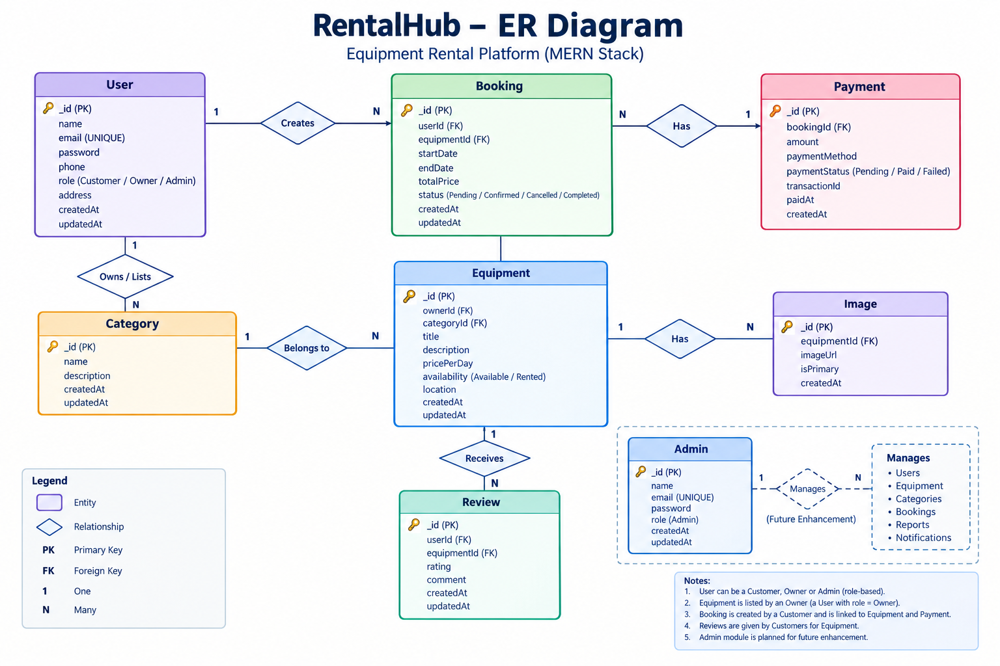 RentalHub – ER Diagram
Equipment Rental Platform (MERN Stack)
User
_id (PK)
name
email (UNIQUE)
password
phone
role (Customer / Owner / Admin)
address
createdAt
updatedAt
1
Creates
N
Booking
_id (PK)
userId (FK)
equipmentId (FK)
startDate
endDate
totalPrice
status (Pending / Confirmed / Cancelled / Completed)
createdAt
updatedAt
N
Has
1
Payment
_id (PK)
bookingId (FK)
amount
paymentMethod
paymentStatus (Pending / Paid / Failed)
transactionId
paidAt
createdAt
1
Owns / Lists
N
Category
_id (PK)
name
description
createdAt
updatedAt
1
Belongs to
N
Equipment
_id (PK)
ownerId (FK)
categoryId (FK)
title
description
pricePerDay
availability (Available / Rented)
location
createdAt
updatedAt
1
Has
N
Image
_id (PK)
equipmentId (FK)
imageUrl
isPrimary
createdAt
1
Receives
N
Review
_id (PK)
userId (FK)
equipmentId (FK)
rating
comment
createdAt
updatedAt
Admin
_id (PK)
name
email (UNIQUE)
password
role (Admin)
createdAt
updatedAt
1
Manages
N
(Future Enhancement)
Manages
• Users
• Equipment
• Categories
• Bookings
• Reports
• Notifications
Legend
Entity
Relationship
PK Primary Key
FK Foreign Key
1 One
N Many
Notes:
1. User can be a Customer, Owner or Admin (role-based).
2. Equipment is listed by an Owner (a User with role = Owner).
3. Booking is created by a Customer and is linked to Equipment and Payment.
4. Reviews are given by Customers for Equipment.
5. Admin module is planned for future enhancement.